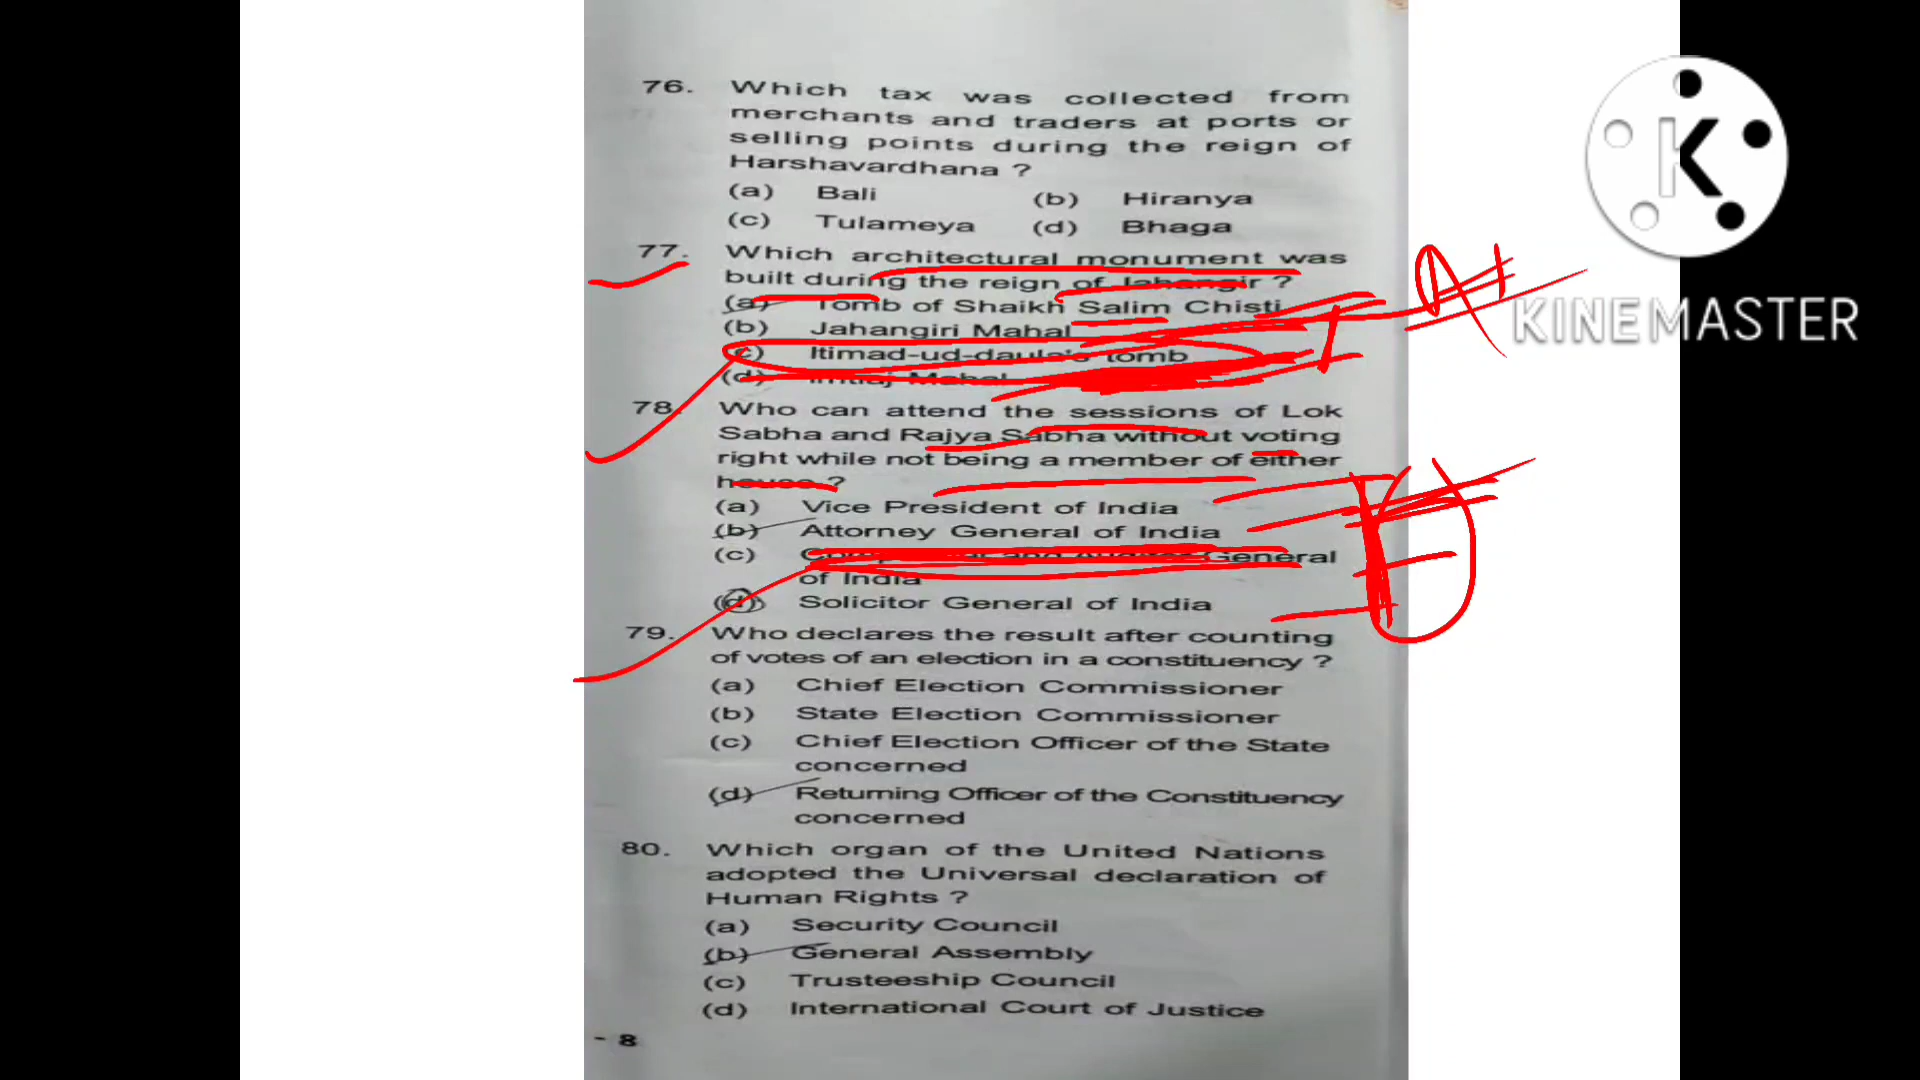 76. Which tax was collected from
merchants and traders at ports or
selling points during the reign of
Harshavardhana ?
(a) Bali (b) Hiranya
(c) Tulameya (d) Bhaga
77. Which architectural monument was
built during the reign of Jahangir ?
(a) Tomb of Shaikh Salim Chisti
(b) Jahangiri Mahal
(c) Itimad-ud-daula's tomb
(d) Imtiaj Mahal
78. Who can attend the sessions of Lok
Sabha and Rajya Sabha without voting
right while not being a member of either
house ?
(a) Vice President of India
(b) Attorney General of India
(c) General
of India
(d) Solicitor General of India
79. Who declares the result after counting
of votes of an election in a constituency ?
(a) Chief Election Commissioner
(b) State Election Commissioner
(c) Chief Election Officer of the State
concerned
(d) Returning Officer of the Constituency
concerned
80. Which organ of the United Nations
adopted the Universal declaration of
Human Rights ?
(a) Security Council
(b) General Assembly
(c) Trusteeship Council
(d) International Court of Justice
- 8
K
KINEMASTER